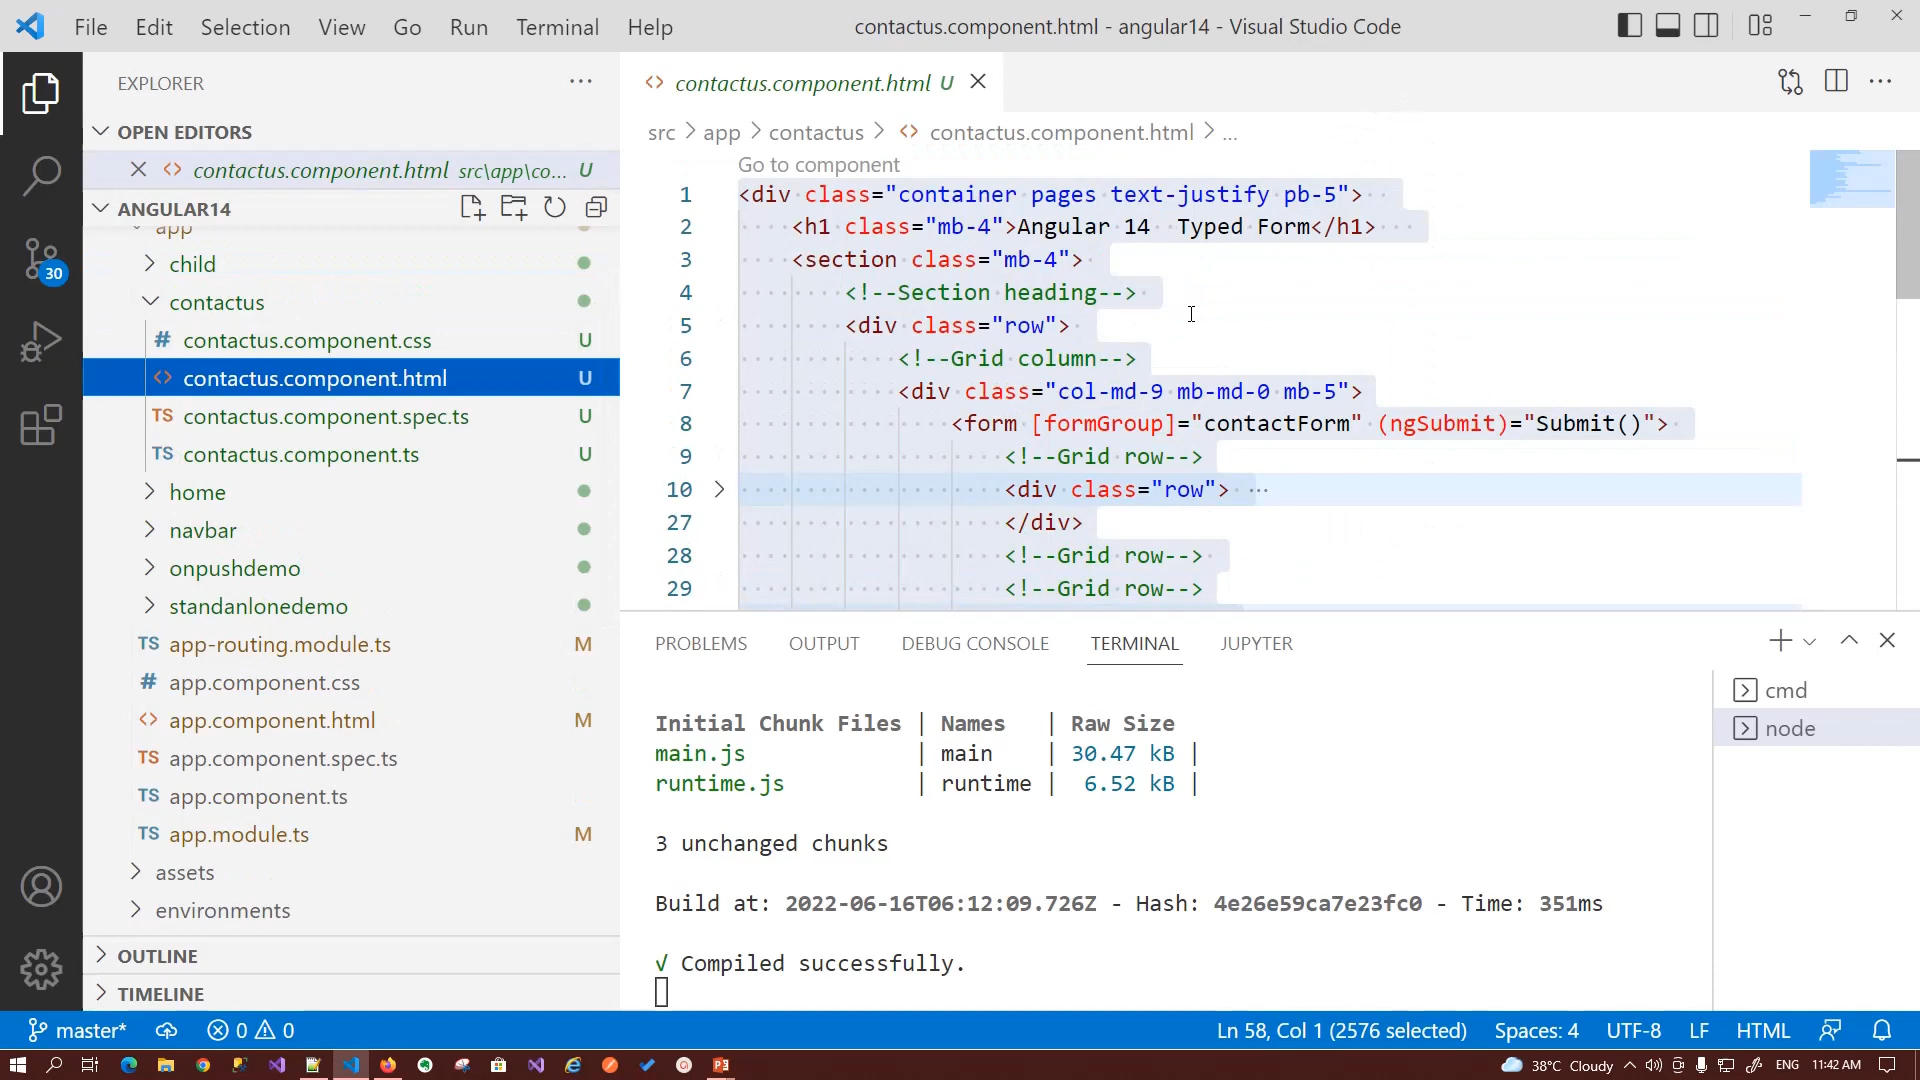 File Edit Selection View Go Run Terminal Help
contactus.component.html - angular14 - Visual Studio Code
EXPLORER
OPEN EDITORS
contactus.component.html src\app\co... U
ANGULAR14
app
child
contactus
contactus.component.css U
contactus.component.html U
contactus.component.spec.ts U
contactus.component.ts U
home
navbar
onpushdemo
standanlonedemo
app-routing.module.ts M
app.component.css
app.component.html M
app.component.spec.ts
app.component.ts
app.module.ts M
assets
environments
OUTLINE
TIMELINE
30
contactus.component.html U
src > app > contactus > contactus.component.html > ...
Go to component
1 <div class="container pages text-justify pb-5">
2 <h1 class="mb-4">Angular 14  Typed Form</h1>
3 <section class="mb-4">
4 <!--Section heading-->
5 <div class="row">
6 <!--Grid column-->
7 <div class="col-md-9 mb-md-0 mb-5">
8 <form [formGroup]="contactForm" (ngSubmit)="Submit()">
9 <!--Grid row-->
10 <div class="row"> ...
27 </div>
28 <!--Grid row-->
29 <!--Grid row-->
PROBLEMS OUTPUT DEBUG CONSOLE TERMINAL JUPYTER
cmd
node
Initial Chunk Files | Names | Raw Size
main.js | main | 30.47 kB |
runtime.js | runtime | 6.52 kB |
3 unchanged chunks
Build at: 2022-06-16T06:12:09.726Z - Hash: 4e26e59ca7e23fc0 - Time: 351ms
√ Compiled successfully.
master* 0 0 Ln 58, Col 1 (2576 selected) Spaces: 4 UTF-8 LF HTML
38°C Cloudy ENG 11:42 AM